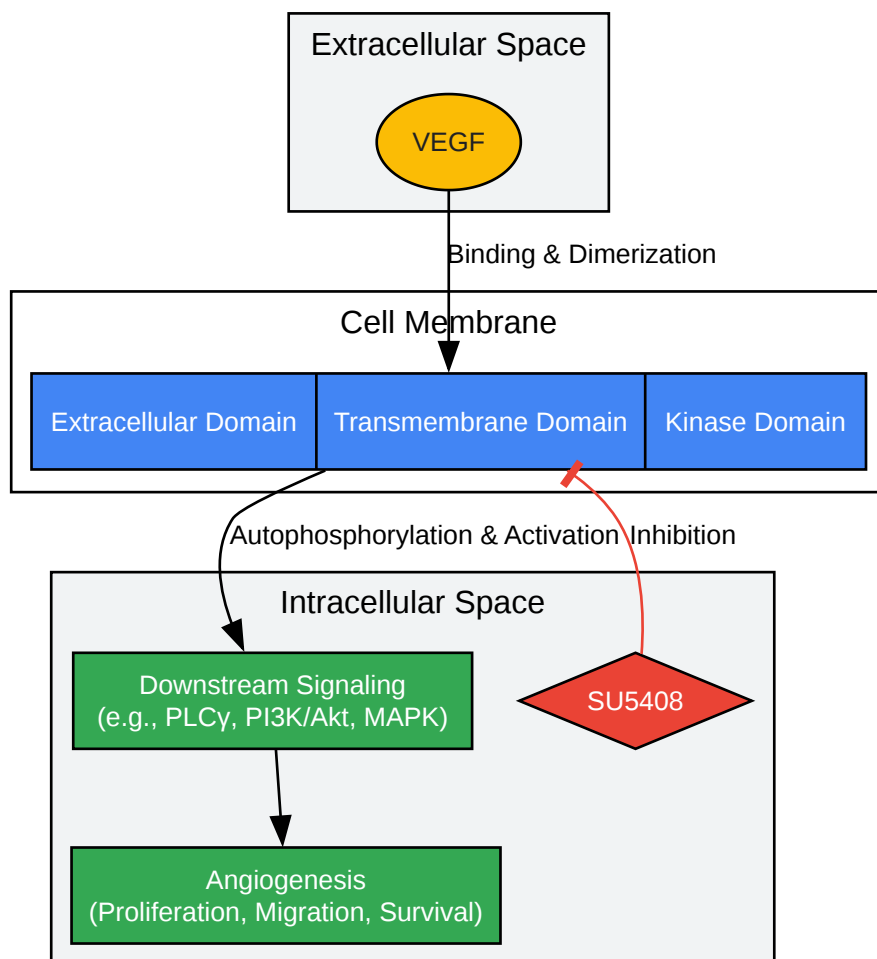 Extracellular Space
VEGF
Binding & Dimerization
Cell Membrane
Extracellular Domain
Transmembrane Domain
Kinase Domain
Autophosphorylation & Activation
Inhibition
Intracellular Space
Downstream Signaling
(e.g., PLCγ, PI3K/Akt, MAPK)
SU5408
Angiogenesis
(Proliferation, Migration, Survival)